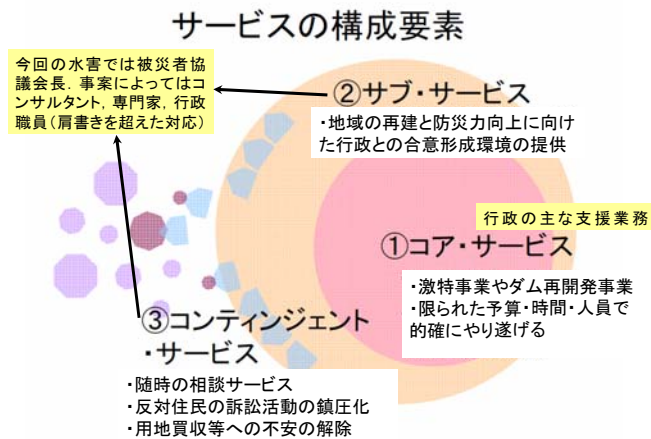 サービスの構成要素
今回の水害では被災者協
議会長．事案によってはコ
ンサルタント，専門家，行政
職員（肩書きを超えた対応）
②サブ・サービス
・地域の再建と防災力向上に向け
た行政との合意形成環境の提供
行政の主な支援業務
①コア・サービス
・激特事業やダム再開発事業
・限られた予算・時間・人員で
的確にやり遂げる
③コンティンジェント
・サービス
・随時の相談サービス
・反対住民の訴訟活動の鎮圧化
・用地買収等への不安の解除